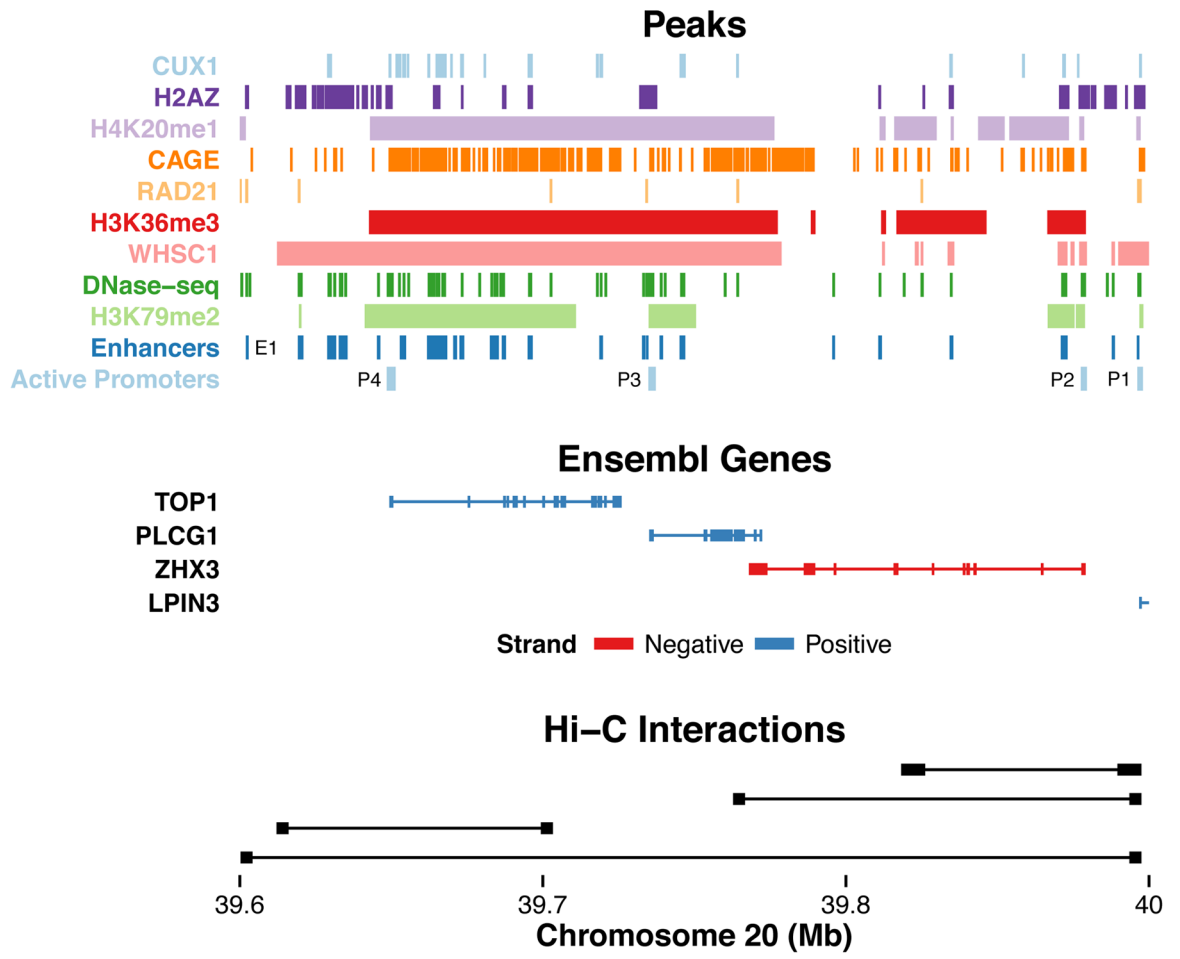 Peaks
CUX1
H2AZ
H4K20me1
CAGE
RAD21
H3K36me3
WHSC1
DNase−seq
H3K79me2
Enhancers E1
Active Promoters P4 P3 P2 P1
Ensembl Genes
TOP1
PLCG1
ZHX3
LPIN3
Strand Negative Positive
Hi−C Interactions
39.6 39.7 39.8 40
Chromosome 20 (Mb)